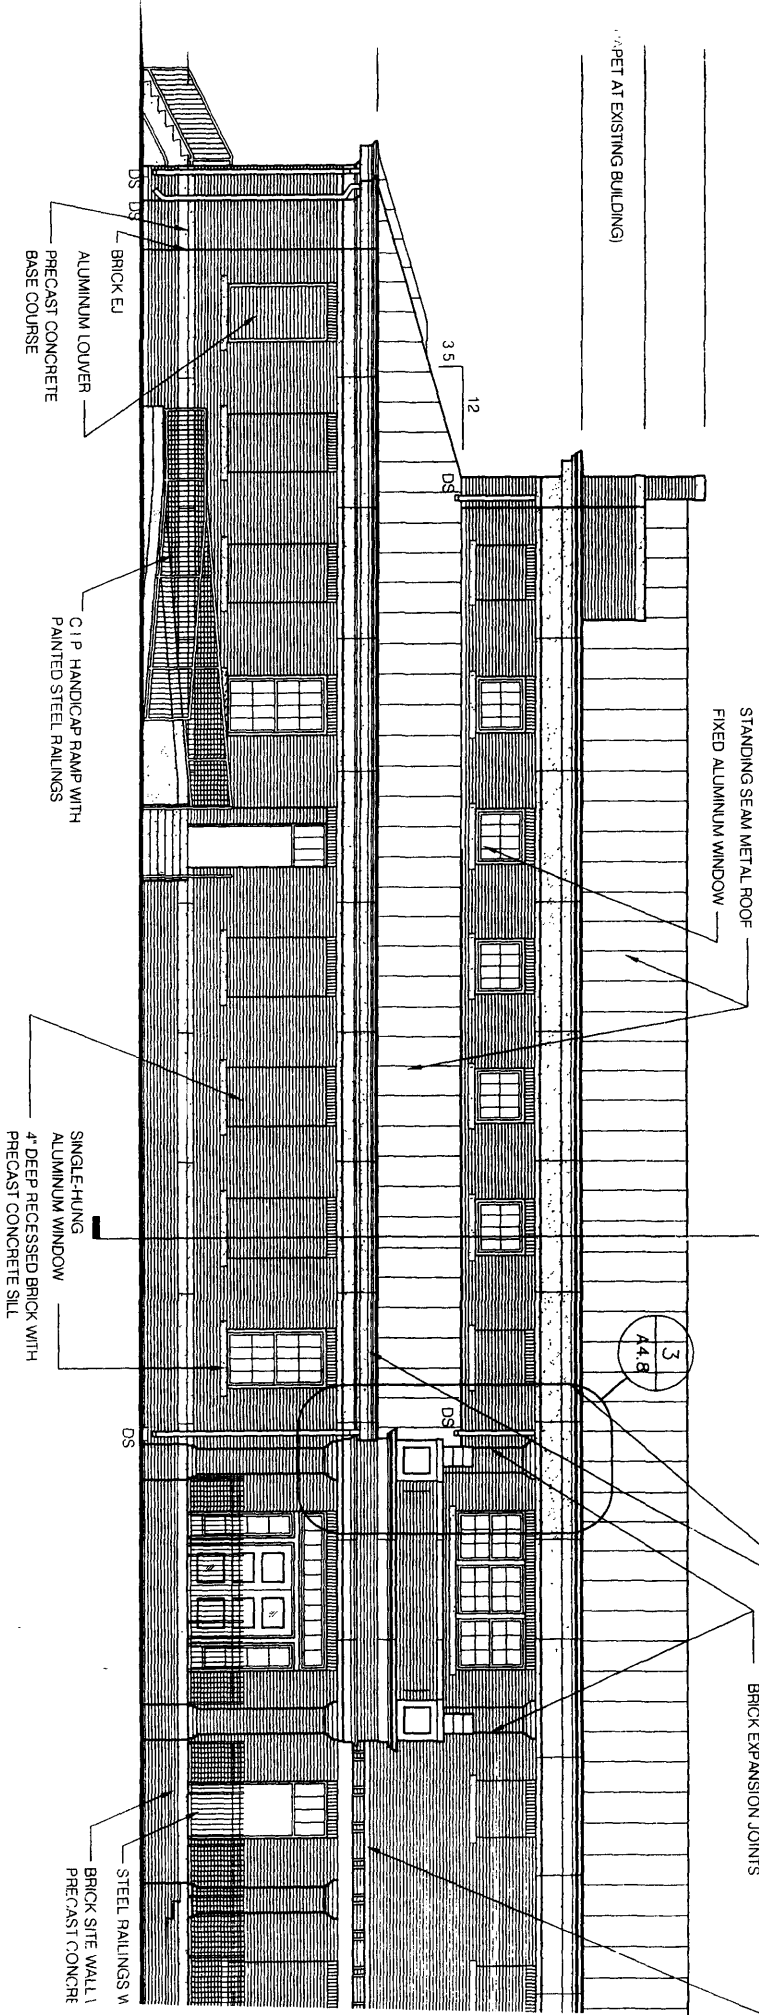 'APET AT EXISTING BUILDING)
STANDING SEAM METAL ROOF
FIXED ALUMINUM WINDOW
3
A4.8
BRICK EXPANSION JOINTS
3 5
12
DS
DS
DS
DS
DS
BRICK EJ
ALUMINUM LOUVER
PRECAST CONCRETE
BASE COURSE
C I P HANDICAP RAMP WITH
PAINTED STEEL RAILINGS
SINGLE-HUNG
ALUMINUM WINDOW
4" DEEP RECESSED BRICK WITH
PRECAST CONCRETE SILL
STEEL RAILINGS W
BRICK SITE WALL \
PRECAST CONCRE